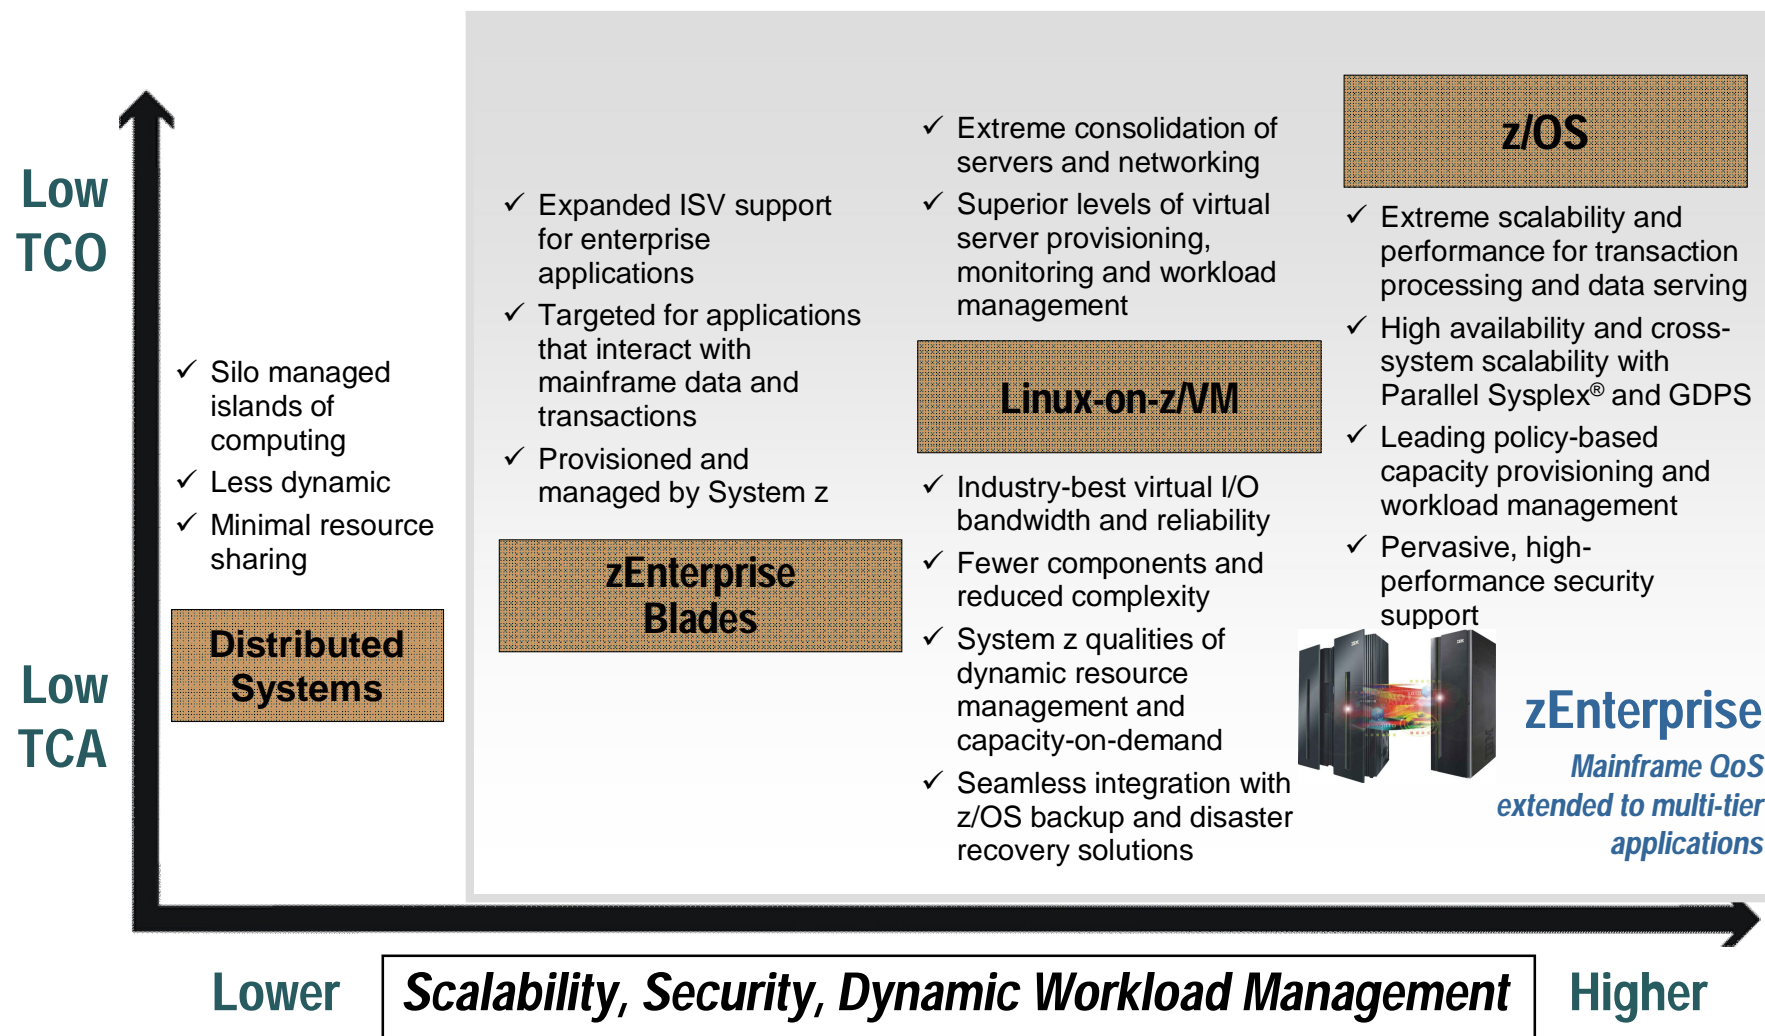 Low
TCO
Low
TCA
✓ Silo managed
islands of
computing
✓ Less dynamic
✓ Minimal resource
sharing
Distributed
Systems
✓ Expanded ISV support
for enterprise
applications
✓ Targeted for applications
that interact with
mainframe data and
transactions
✓ Provisioned and
managed by System z
zEnterprise
Blades
✓ Extreme consolidation of
servers and networking
✓ Superior levels of virtual
server provisioning,
monitoring and workload
management
Linux-on-z/VM
✓ Industry-best virtual I/O
bandwidth and reliability
✓ Fewer components and
reduced complexity
✓ System z qualities of
dynamic resource
management and
capacity-on-demand
✓ Seamless integration with
z/OS backup and disaster
recovery solutions
z/OS
✓ Extreme scalability and
performance for transaction
processing and data serving
✓ High availability and cross-
system scalability with
Parallel Sysplex® and GDPS
✓ Leading policy-based
capacity provisioning and
workload management
✓ Pervasive, high-
performance security
support
zEnterprise
Mainframe QoS
extended to multi-tier
applications
Lower
Scalability, Security, Dynamic Workload Management
Higher